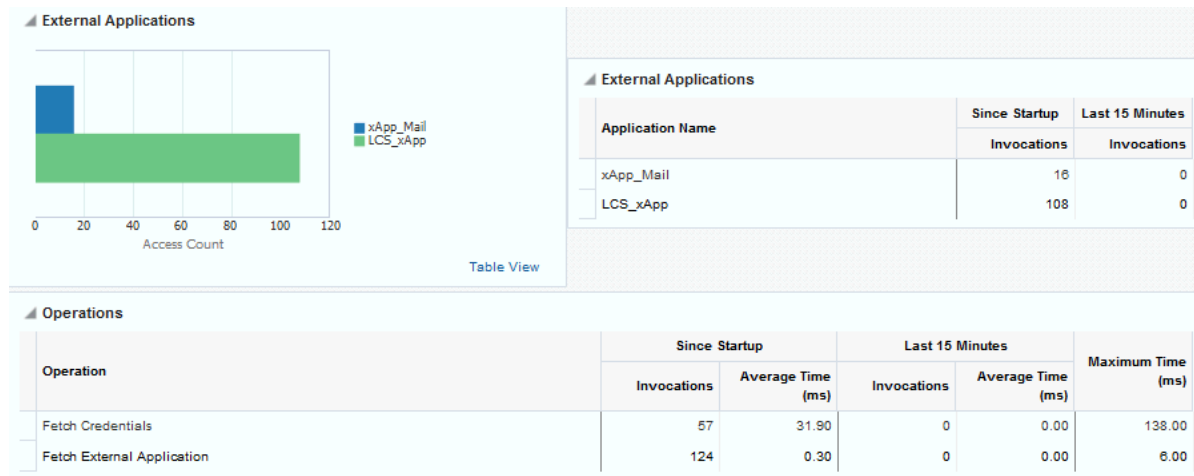 External Applications
xApp_Mail
LCS_xApp
0 20 40 60 80 100 120
Access Count
Table View
External Applications
Application Name Since Startup Last 15 Minutes
Invocations Invocations
xApp_Mail 16 0
LCS_xApp 108 0
Operations
Operation Since Startup Last 15 Minutes Maximum Time (ms)
Invocations Average Time (ms) Invocations Average Time (ms)
Fetch Credentials 57 31.90 0 0.00 138.00
Fetch External Application 124 0.30 0 0.00 6.00